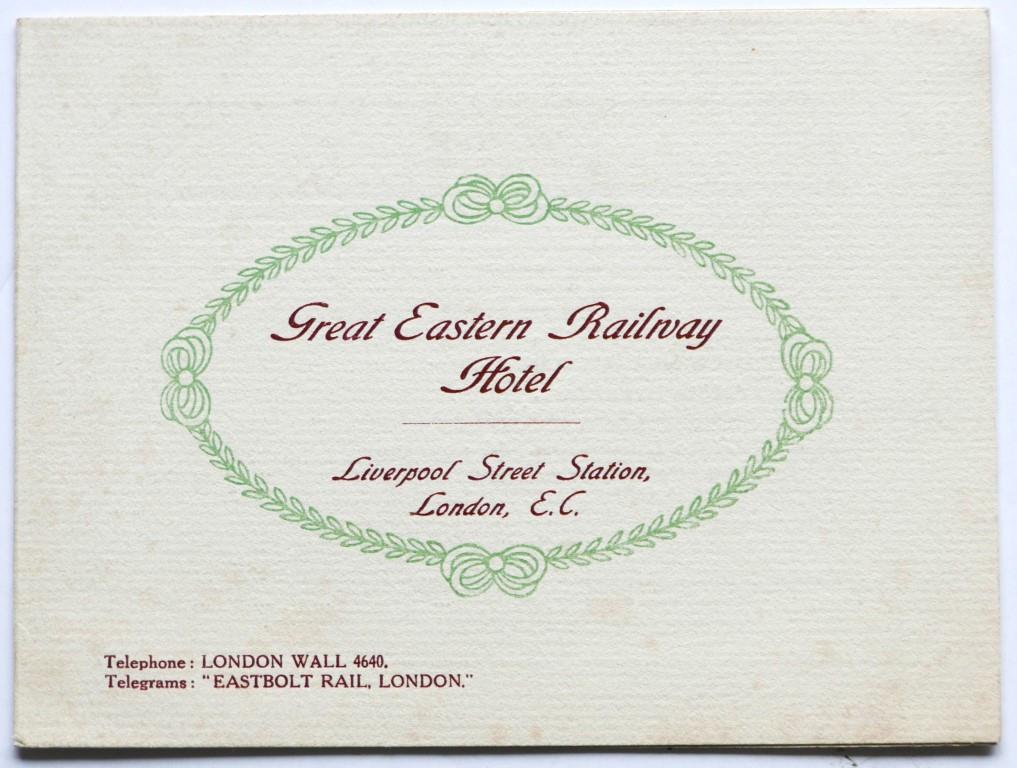 Great Eastern Railway
Hotel
Liverpool Street Station,
London, E.C.
Telephone: LONDON WALL 4640.
Telegrams: "EASTBOLT RAIL, LONDON."